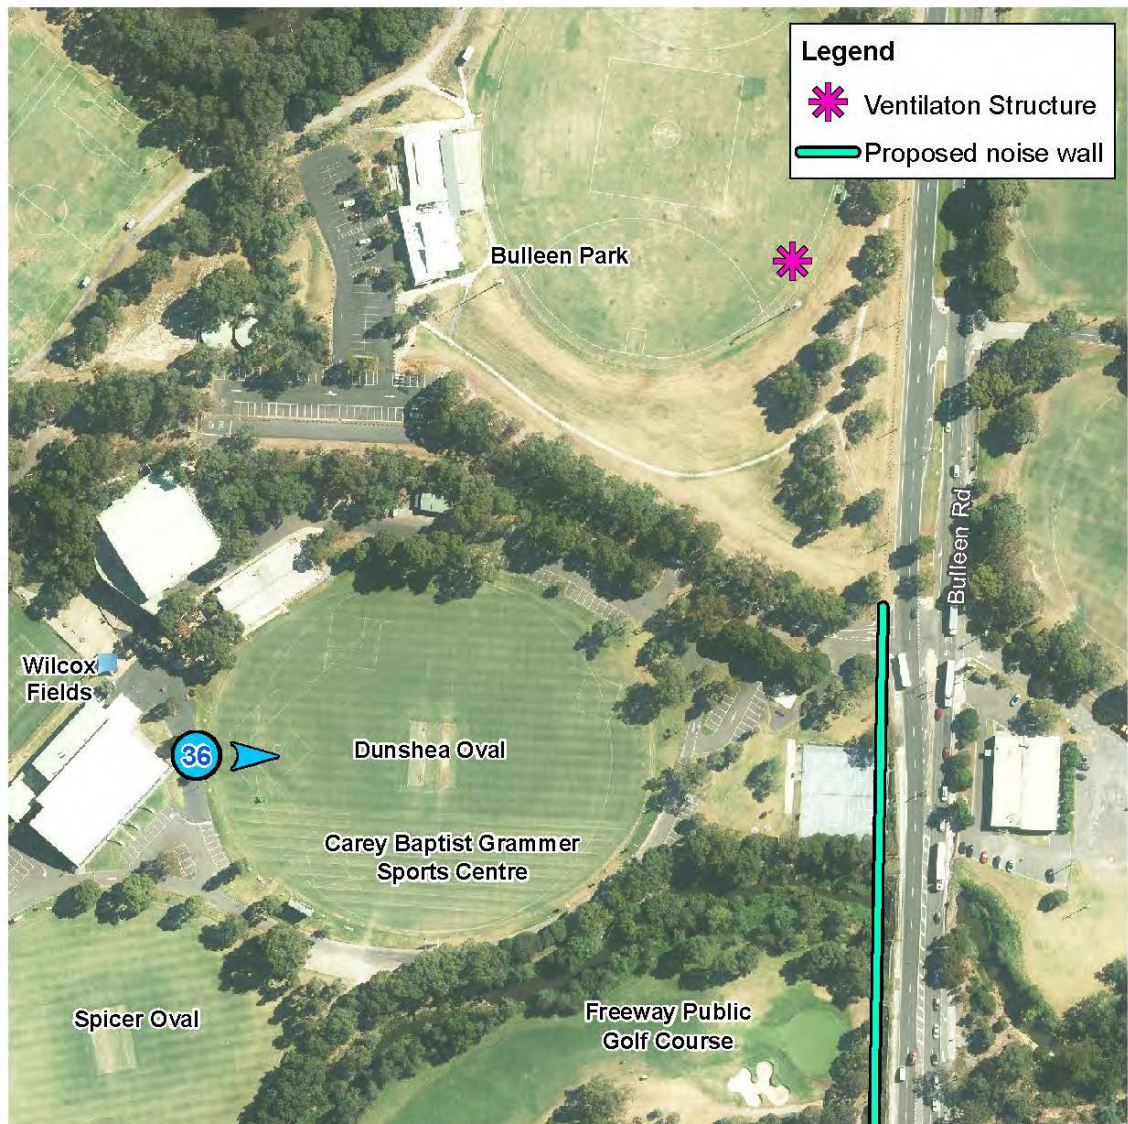 Legend
Ventilaton Structure
Proposed noise wall
Bulleen Park
Bulleen Rd
Wilcox
Fields
36
Dunshea Oval
Carey Baptist Grammer
Sports Centre
Spicer Oval
Freeway Public
Golf Course